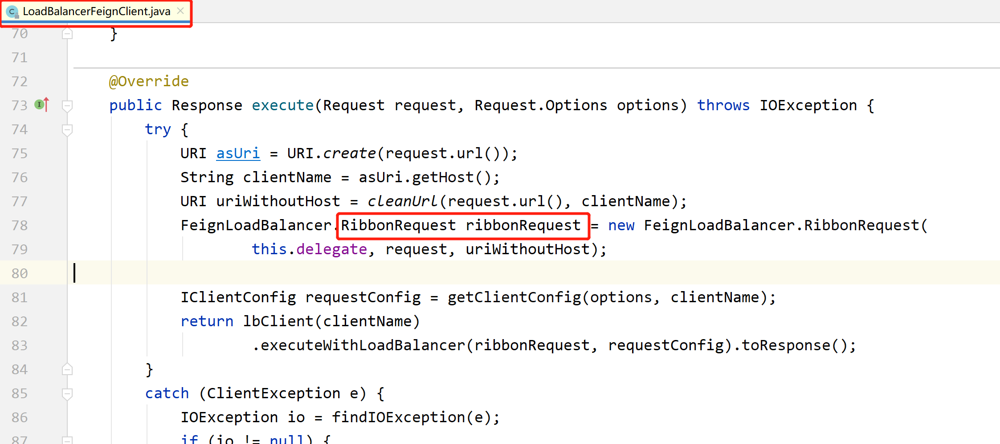 LoadBalancerFeignClient.java
70 }
71
72 @Override
73 public Response execute(Request request, Request.Options options) throws IOException {
74 try {
75 URI asUri = URI.create(request.url());
76 String clientName = asUri.getHost();
77 URI uriWithoutHost = cleanUrl(request.url(), clientName);
78 FeignLoadBalancer.RibbonRequest ribbonRequest = new FeignLoadBalancer.RibbonRequest(
79 this.delegate, request, uriWithoutHost);
80
81 IClientConfig requestConfig = getClientConfig(options, clientName);
82 return lbClient(clientName)
83 .executeWithLoadBalancer(ribbonRequest, requestConfig).toResponse();
84 }
85 catch (ClientException e) {
86 IOException io = findIOException(e);
87 if (io != null) {